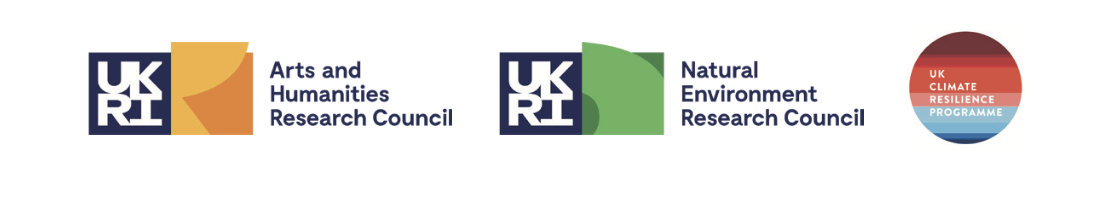 UK
RI
Arts and
Humanities
Research Council
UK
RI
Natural
Environment
Research Council
UK
CLIMATE
RESILIENCE
PROGRAMME